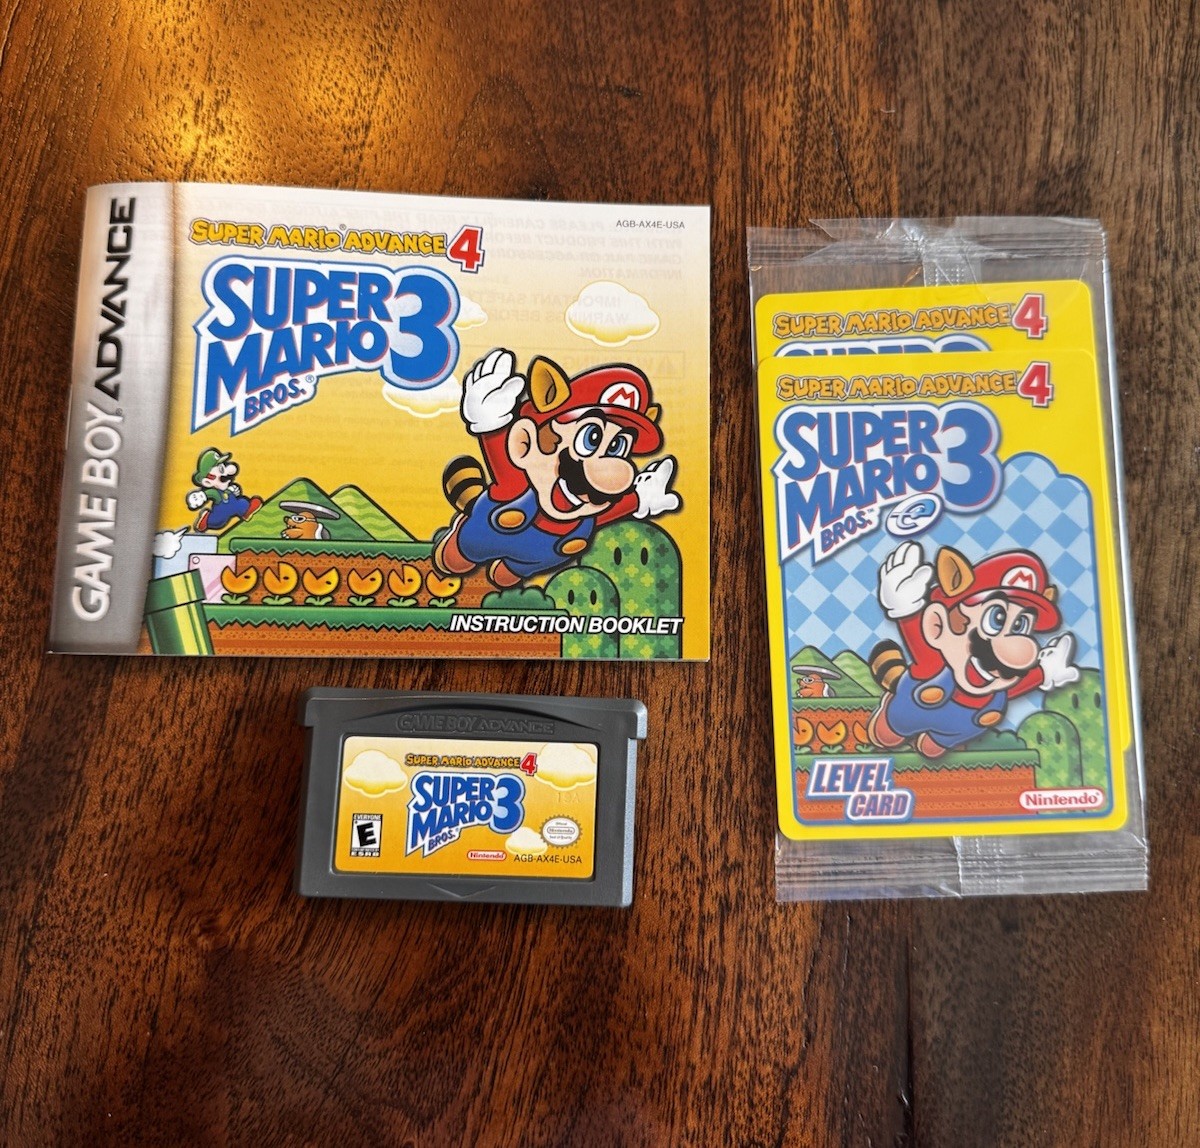 GAME BOY ADVANCE
AGB-AX4E-USA
SUPER MARIO® ADVANCE 4
SUPER
MARIO 3
BROS.®
M
INSTRUCTION BOOKLET
GAME BOY ADVANCE
SUPER MARIO ADVANCE 4
SUPER
MARIO 3
BROS.
EVERYONE
E
ESRB
Nintendo
Nintendo
AGB-AX4E-USA
SUPER MARIO ADVANCE 4
SUPER MARIO ADVANCE 4
SUPER
MARIO 3
BROS.™ e
M
LEVEL
CARD
Nintendo®